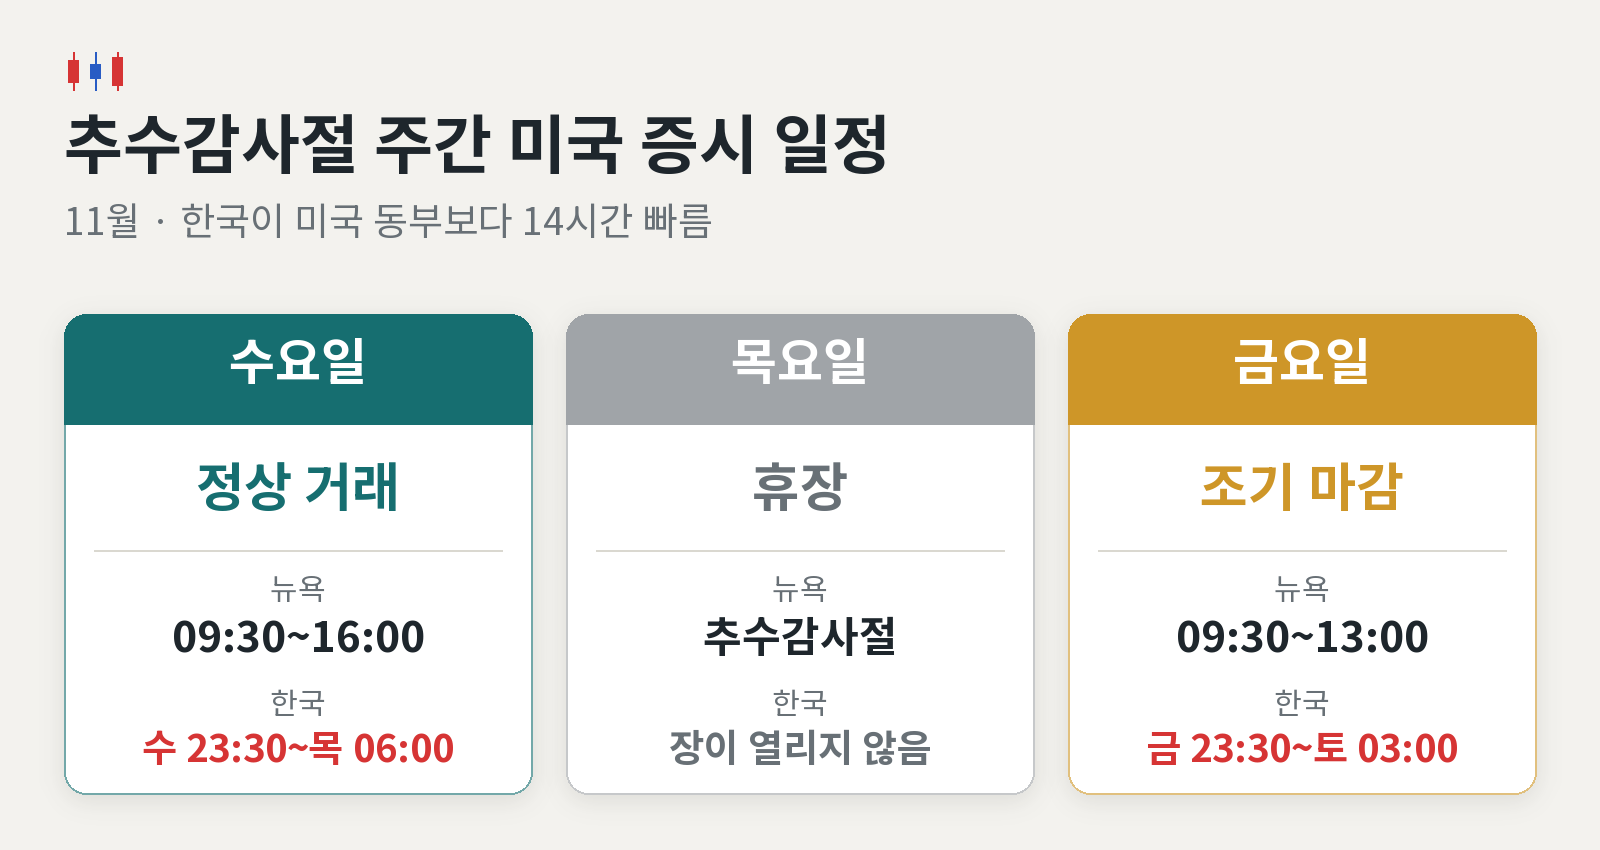 추수감사절 주간 미국 증시 일정
11월 · 한국이 미국 동부보다 14시간 빠름
수요일
정상 거래
뉴욕
09:30~16:00
한국
수 23:30~목 06:00
목요일
휴장
뉴욕
추수감사절
한국
장이 열리지 않음
금요일
조기 마감
뉴욕
09:30~13:00
한국
금 23:30~토 03:00